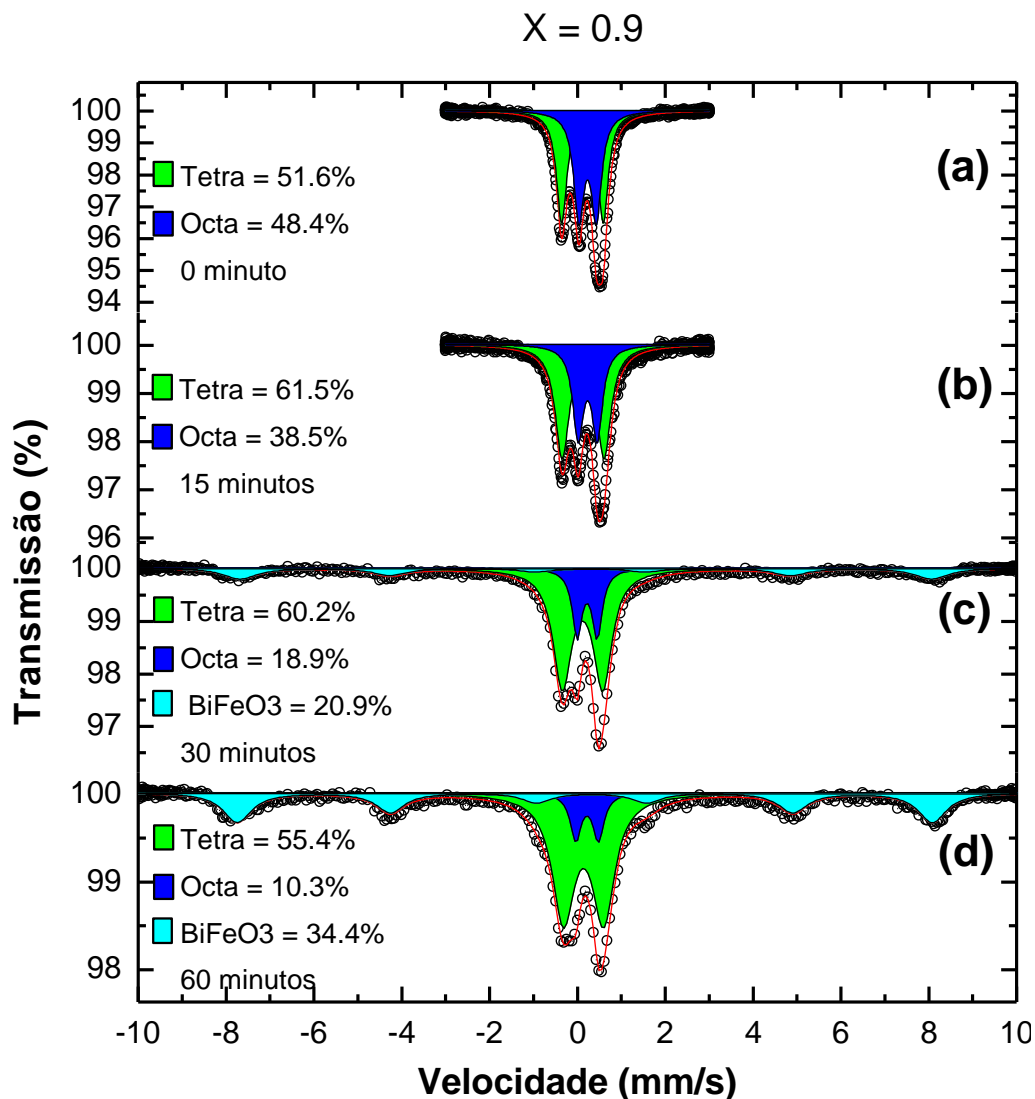 X = 0.9
Transmissão (%)
100
99
98
97
96
95
94
Tetra = 51.6%
Octa = 48.4%
0 minuto
(a)
100
99
98
97
96
Tetra = 61.5%
Octa = 38.5%
15 minutos
(b)
100
99
98
97
Tetra = 60.2%
Octa = 18.9%
BiFeO3 = 20.9%
30 minutos
(c)
100
99
98
Tetra = 55.4%
Octa = 10.3%
BiFeO3 = 34.4%
60 minutos
(d)
-10 -8 -6 -4 -2 0 2 4 6 8 10
Velocidade (mm/s)